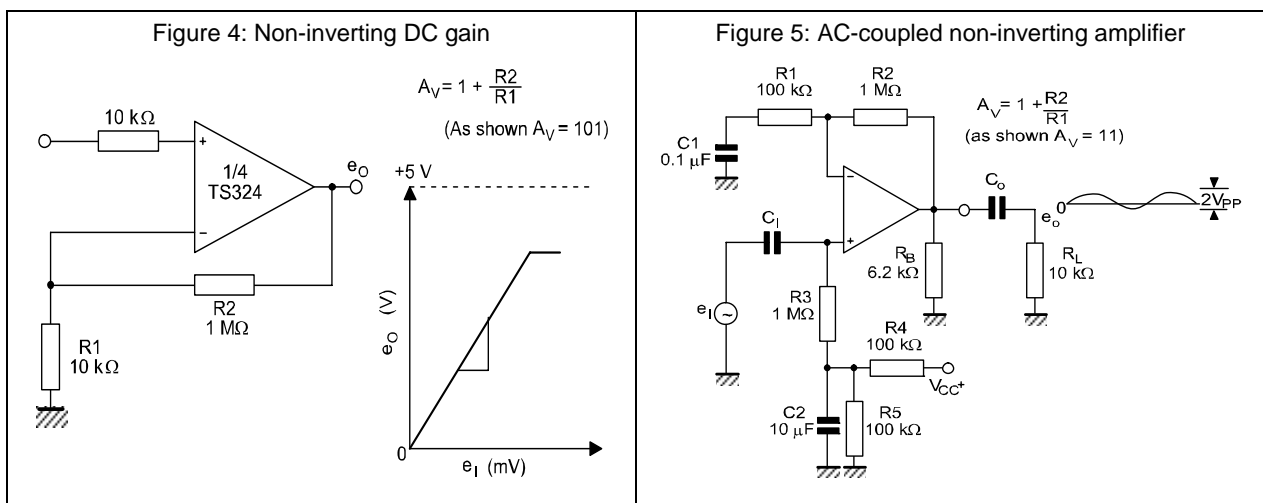 Figure 4: Non-inverting DC gain
A_V = 1 + R2/R1
(As shown A_V = 101)
10 kΩ
+
1/4
TS324
−
e_O
+5 V
R2
1 MΩ
R1
10 kΩ
e_O (V)
0
e_I (mV)
Figure 5: AC-coupled non-inverting amplifier
R1
100 kΩ
R2
1 MΩ
A_V = 1 + R2/R1
(as shown A_V = 11)
C1
0.1 µF
−
+
C_I
C_o
0
2V_PP
e_o
R_B
6.2 kΩ
R_L
10 kΩ
R3
1 MΩ
e_I
~
R4
100 kΩ
V_CC+
C2
10 µF
R5
100 kΩ